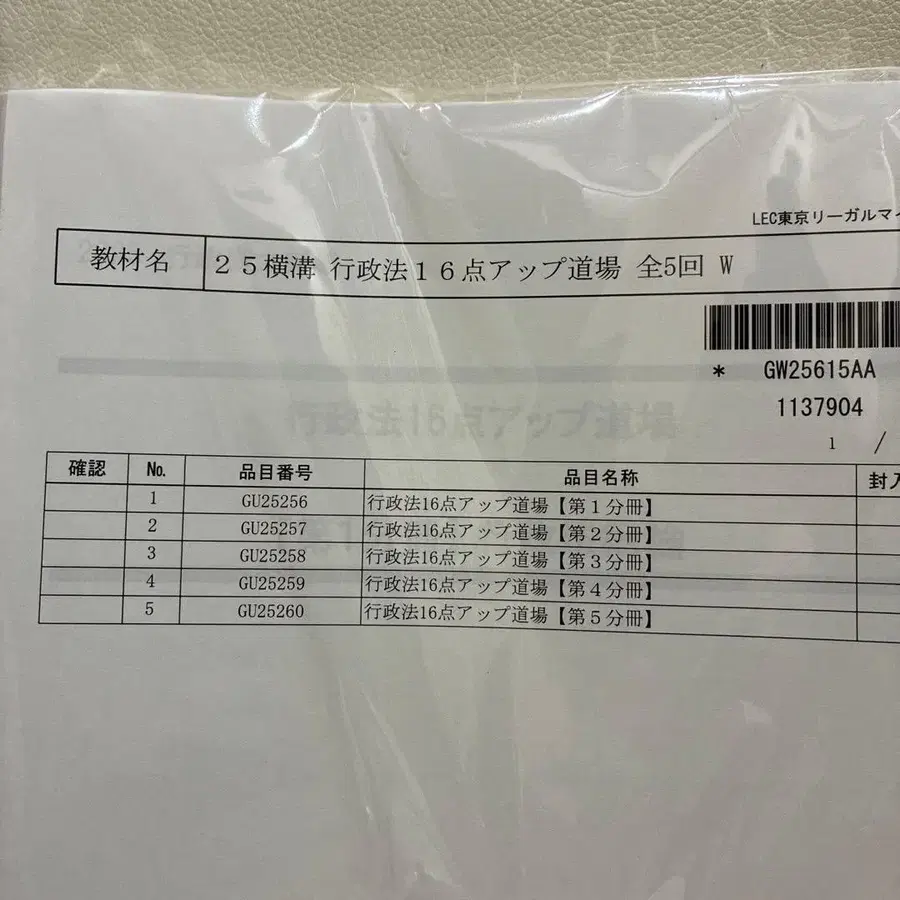 LEC東京リーガルマイ
教材名 ２５横溝 行政法１６点アップ道場 全5回 W
* GW25615AA
1137904
1 /
行政法16点アップ道場
確認 No. 品目番号 品目名称 封入
1 GU25256 行政法16点アップ道場【第１分冊】
2 GU25257 行政法16点アップ道場【第２分冊】
3 GU25258 行政法16点アップ道場【第３分冊】
4 GU25259 行政法16点アップ道場【第４分冊】
5 GU25260 行政法16点アップ道場【第５分冊】